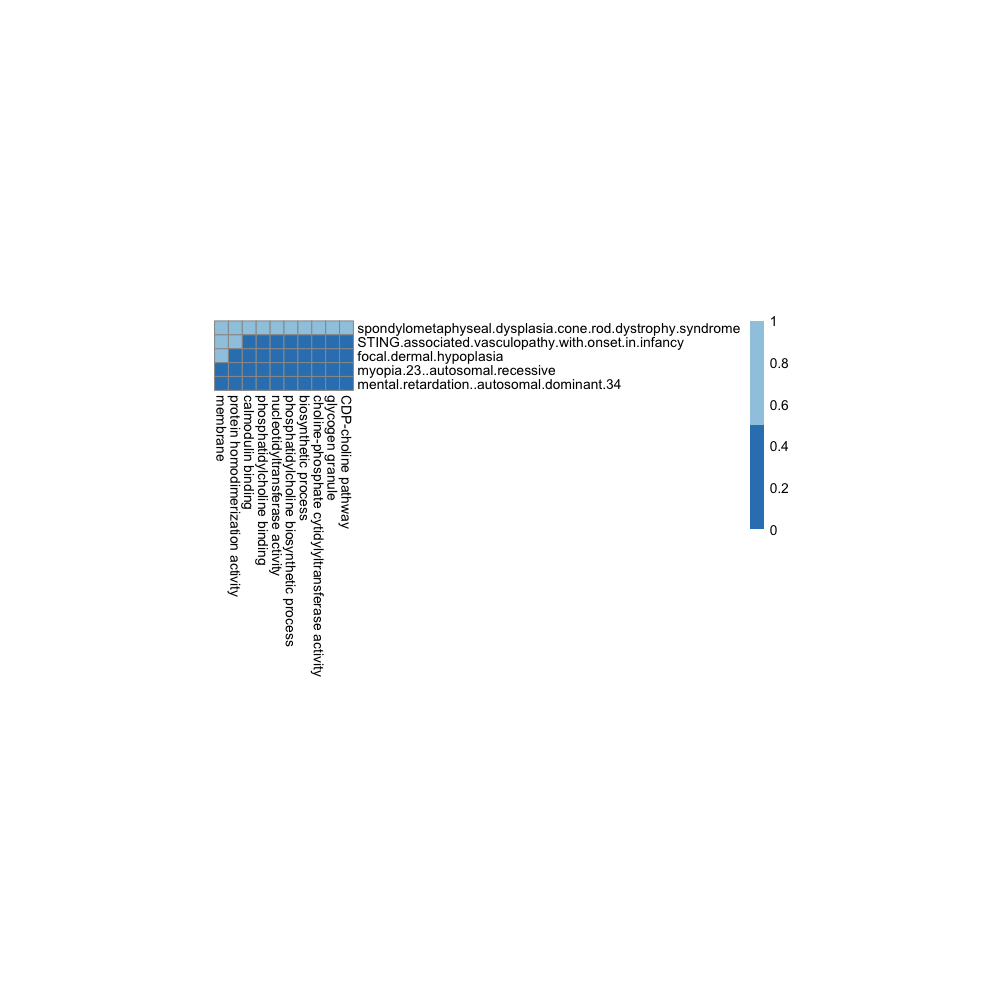 spondylometaphyseal.dysplasia.cone.rod.dystrophy.syndrome
STING.associated.vasculopathy.with.onset.in.infancy
focal.dermal.hypoplasia
myopia.23..autosomal.recessive
mental.retardation..autosomal.dominant.34
membrane
protein homodimerization activity
calmodulin binding
phosphatidylcholine binding
nucleotidyltransferase activity
phosphatidylcholine biosynthetic process
biosynthetic process
choline-phosphate cytidylyltransferase activity
glycogen granule
CDP-choline pathway
1
0.8
0.6
0.4
0.2
0